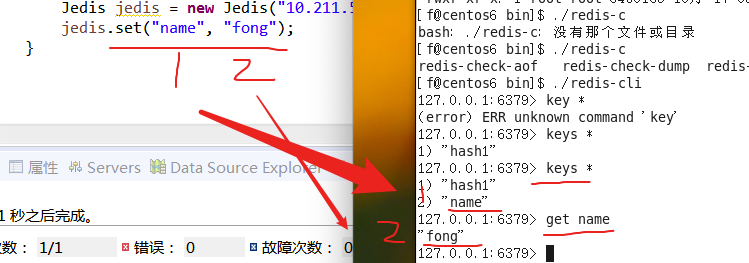 Jedis jedis = new Jedis("10.211.5
jedis.set("name", "fong");
}
1 2
属性 Servers Data Source Explorer
1 秒之后完成。
次数: 1/1 错误: 0 故障次数: 0
2
[f@centos6 bin]$ ./redis-c
bash: ./redis-c: 没有那个文件或目录
[f@centos6 bin]$ ./redis-c
redis-check-aof redis-check-dump redis-
[f@centos6 bin]$ ./redis-cli
127.0.0.1:6379> key *
(error) ERR unknown command 'key'
127.0.0.1:6379> keys *
1) "hash1"
127.0.0.1:6379> keys *
1) "hash1"
2) "name"
127.0.0.1:6379> get name
"fong"
127.0.0.1:6379>